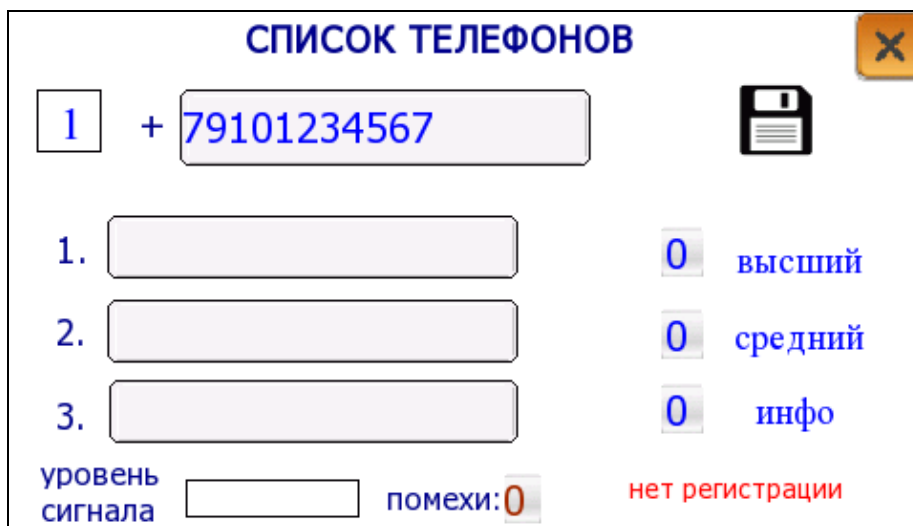 СПИСОК ТЕЛЕФОНОВ
1 + 79101234567
1. 0 высший
2. 0 средний
3. 0 инфо
уровень
сигнала
помехи: 0
нет регистрации